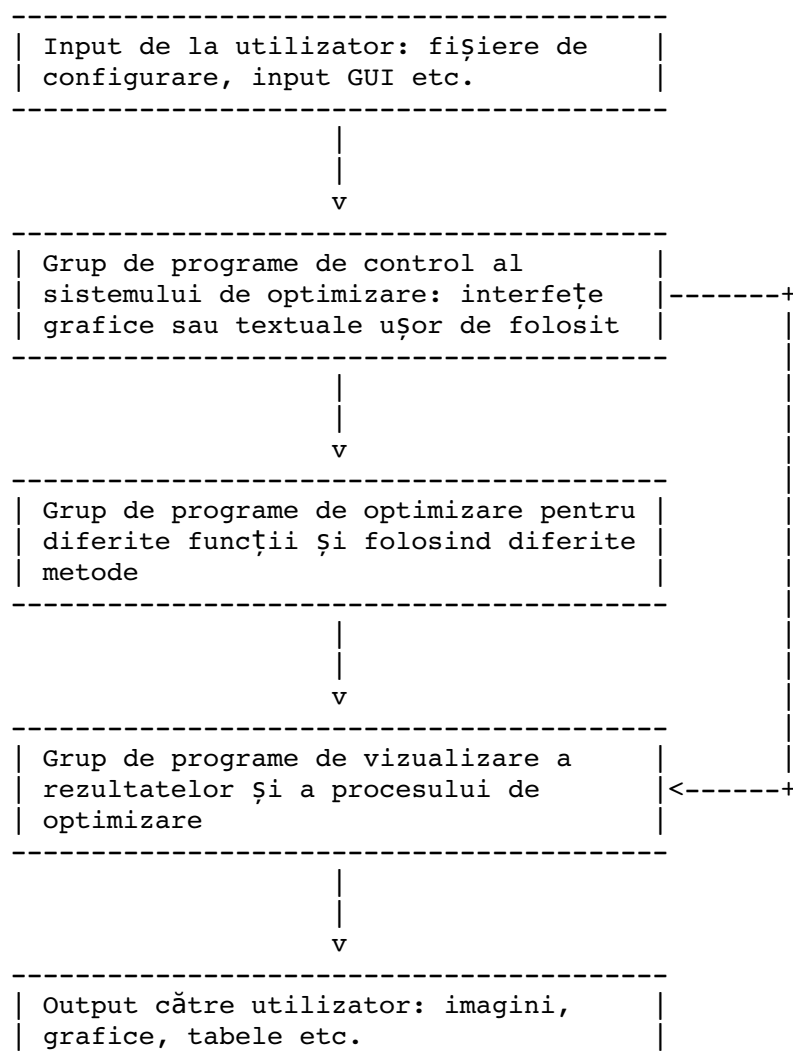 Input de la utilizator: fișiere de
configurare, input GUI etc.
v
Grup de programe de control al
sistemului de optimizare: interfețe
grafice sau textuale ușor de folosit
v
Grup de programe de optimizare pentru
diferite funcții și folosind diferite
metode
v
Grup de programe de vizualizare a
rezultatelor și a procesului de
optimizare
v
Output către utilizator: imagini,
grafice, tabele etc.